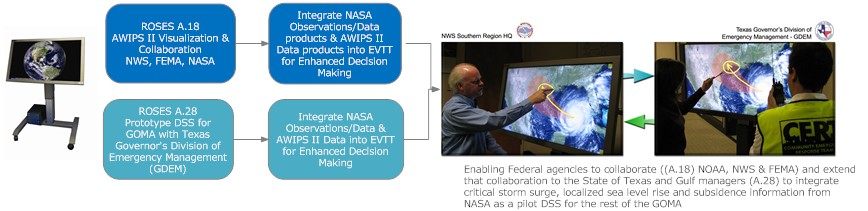 ROSES A.18
AWIPS II Visualization &
Collaboration
NWS, FEMA, NASA
Integrate NASA
Observations/Data
products & AWIPS II
Data products into EVTT
for Enhanced Decision
Making
ROSES A.28
Prototype DSS for
GOMA with Texas
Governor's Division of
Emergency Management
(GDEM)
Integrate NASA
Observations/Data &
AWIPS II Data into EVTT
for Enhanced Decision
Making
NWS Southern Region HQ
Texas Governor's Division of
Emergency Management - GDEM
CERT
COMMUNITY EMERGENCY
RESPONSE TEAM
Enabling Federal agencies to collaborate ((A.18) NOAA, NWS & FEMA) and extend
that collaboration to the State of Texas and Gulf managers (A.28) to integrate
critical storm surge, localized sea level rise and subsidence information from
NASA as a pilot DSS for the rest of the GOMA